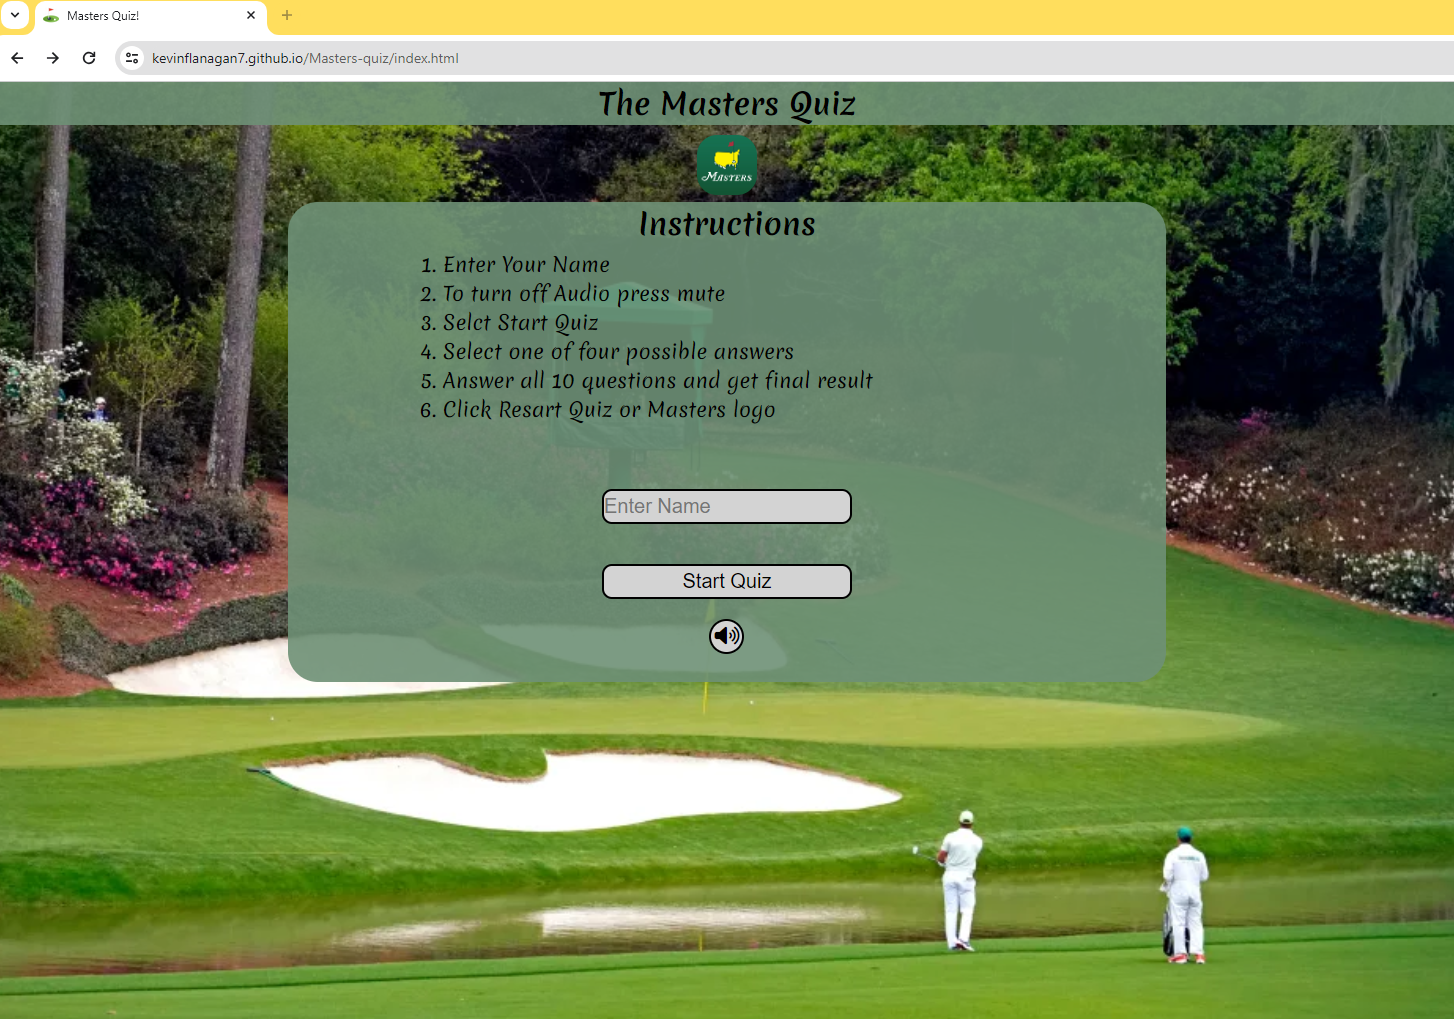 Masters Quiz!
kevinflanagan7.github.io/Masters-quiz/index.html
The Masters Quiz
MASTERS
Instructions
1. Enter Your Name
2. To turn off Audio press mute
3. Selct Start Quiz
4. Select one of four possible answers
5. Answer all 10 questions and get final result
6. Click Resart Quiz or Masters logo
Enter Name
Start Quiz